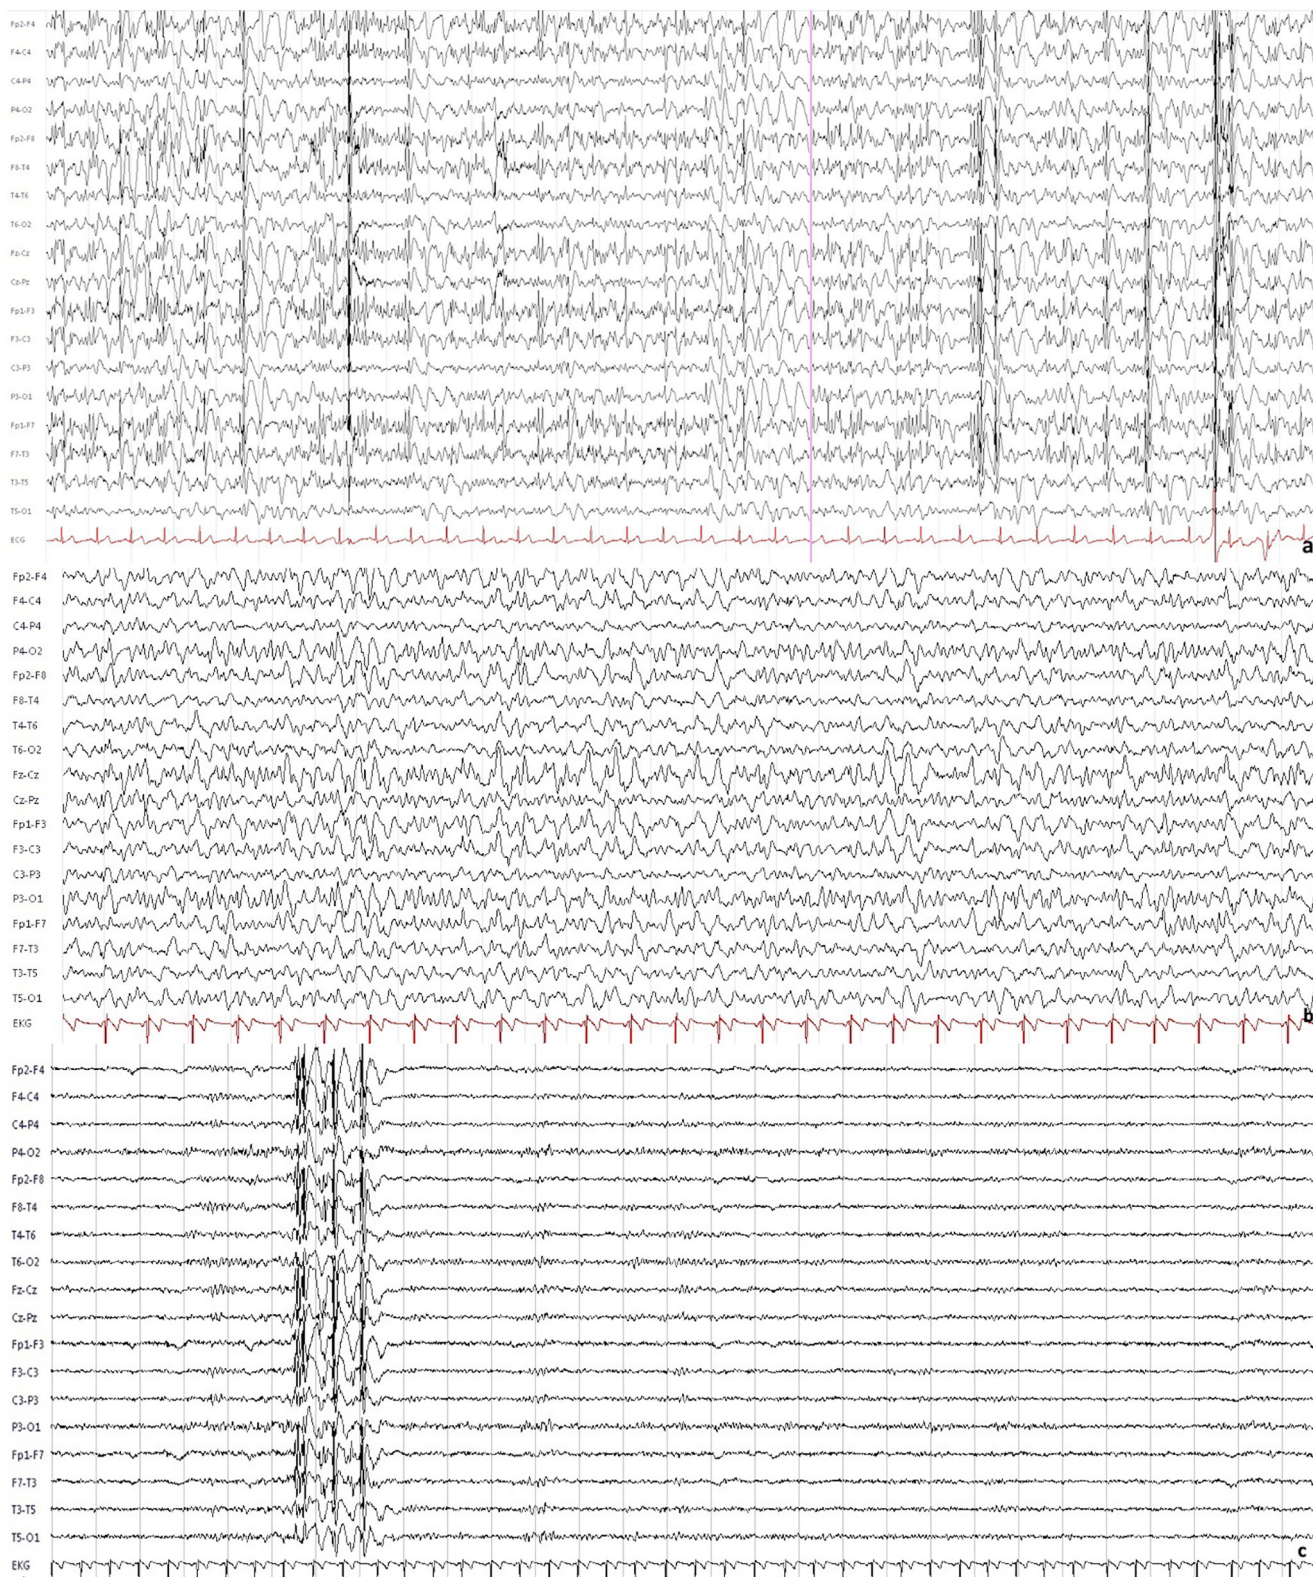 Fp2-F4
F4-C4
C4-P4
P4-O2
Fp2-F8
F8-T4
T4-T6
T6-O2
Fz-Cz
Cz-Pz
Fp1-F3
F3-C3
C3-P3
P3-O1
Fp1-F7
F7-T3
T3-T5
T5-O1
ECG
a
Fp2-F4
F4-C4
C4-P4
P4-O2
Fp2-F8
F8-T4
T4-T6
T6-O2
Fz-Cz
Cz-Pz
Fp1-F3
F3-C3
C3-P3
P3-O1
Fp1-F7
F7-T3
T3-T5
T5-O1
EKG
b
Fp2-F4
F4-C4
C4-P4
P4-O2
Fp2-F8
F8-T4
T4-T6
T6-O2
Fz-Cz
Cz-Pz
Fp1-F3
F3-C3
C3-P3
P3-O1
Fp1-F7
F7-T3
T3-T5
T5-O1
EKG
c